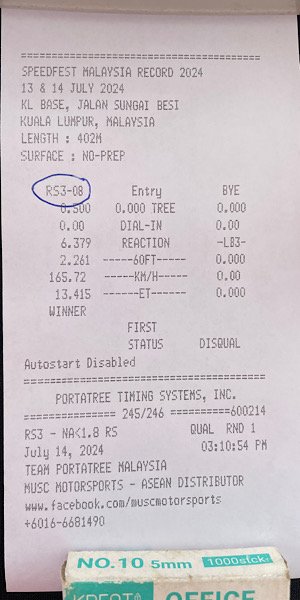 ==========================================
SPEEDFEST MALAYSIA RECORD 2024
13 & 14 JULY 2024
KL BASE, JALAN SUNGAI BESI
KUALA LUMPUR, MALAYSIA
LENGTH : 402M
SURFACE : NO-PREP
RS3-08 Entry BYE
0.500 0.000 TREE 0.000
0.00 DIAL-IN 0.00
6.379 REACTION -LB3-
2.261 ------60FT------ 0.000
165.72 ------KM/H----- 0.00
13.415 -------ET------ 0.000
WINNER
FIRST
STATUS DISQUAL
Autostart Disabled
==========================================
PORTATREE TIMING SYSTEMS, INC.
================ 245/246 ==========600214
RS3 - NA<1.8 RS QUAL RND 1
July 14, 2024 03:10:54 PM
TEAM PORTATREE MALAYSIA
MUSC MOTORSPORTS - ASEAN DISTRIBUTOR
www.facebook.com/muscmotorsports
+6016-6681490
NO.10 5mm 1000stck!
OFFICE